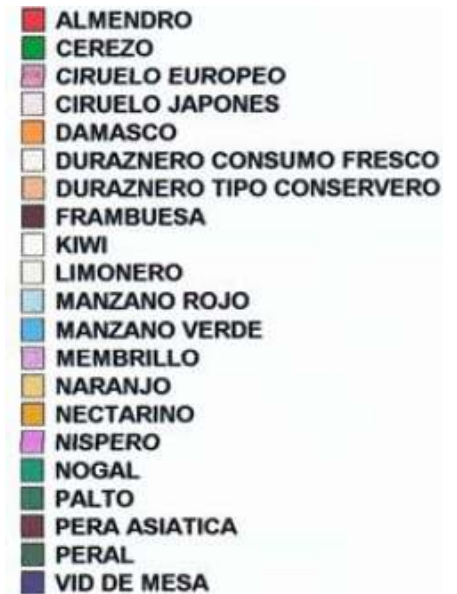 ALMENDRO
CEREZO
CIRUELO EUROPEO
CIRUELO JAPONES
DAMASCO
DURAZNERO CONSUMO FRESCO
DURAZNERO TIPO CONSERVERO
FRAMBUESA
KIWI
LIMONERO
MANZANO ROJO
MANZANO VERDE
MEMBRILLO
NARANJO
NECTARINO
NISPERO
NOGAL
PALTO
PERA ASIATICA
PERAL
VID DE MESA